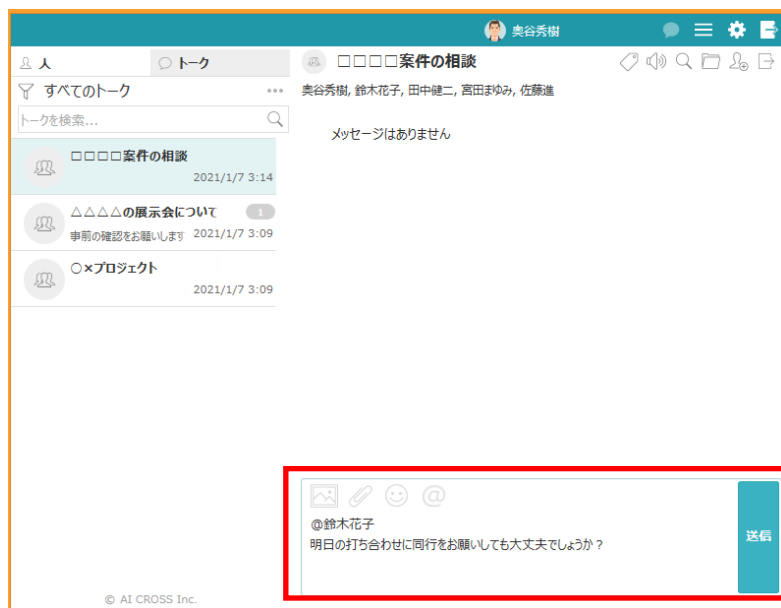 奥谷秀樹
人
トーク
すべてのトーク
トークを検索...
□□□□案件の相談
2021/1/7 3:14
△△△△の展示会について
1
事前の確認をお願いします
2021/1/7 3:09
○×プロジェクト
2021/1/7 3:09
© AI CROSS Inc.
□□□□案件の相談
奥谷秀樹, 鈴木花子, 田中健二, 宮田まゆみ, 佐藤進
メッセージはありません
@鈴木花子
明日の打ち合わせに同行をお願いしても大丈夫でしょうか？
送信